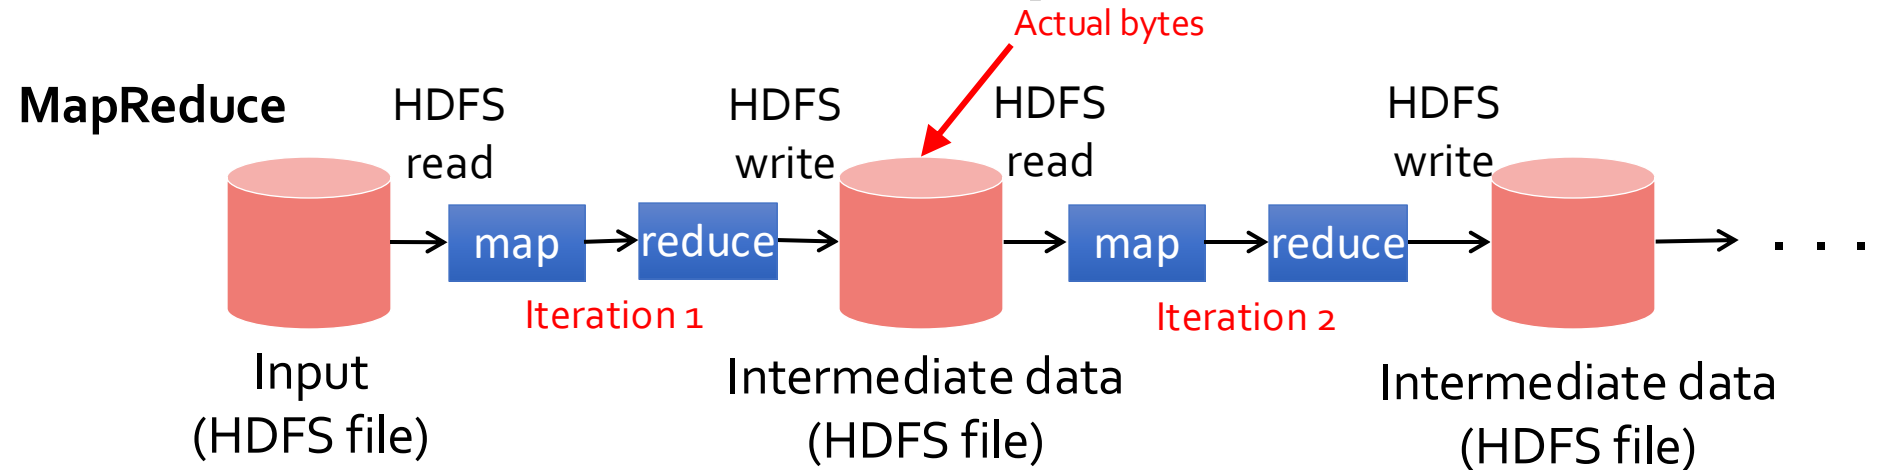 Actual bytes
MapReduce
HDFS
read
HDFS
write
HDFS
read
HDFS
write
map
reduce
map
reduce
. . .
Iteration 1
Iteration 2
Input
(HDFS file)
Intermediate data
(HDFS file)
Intermediate data
(HDFS file)